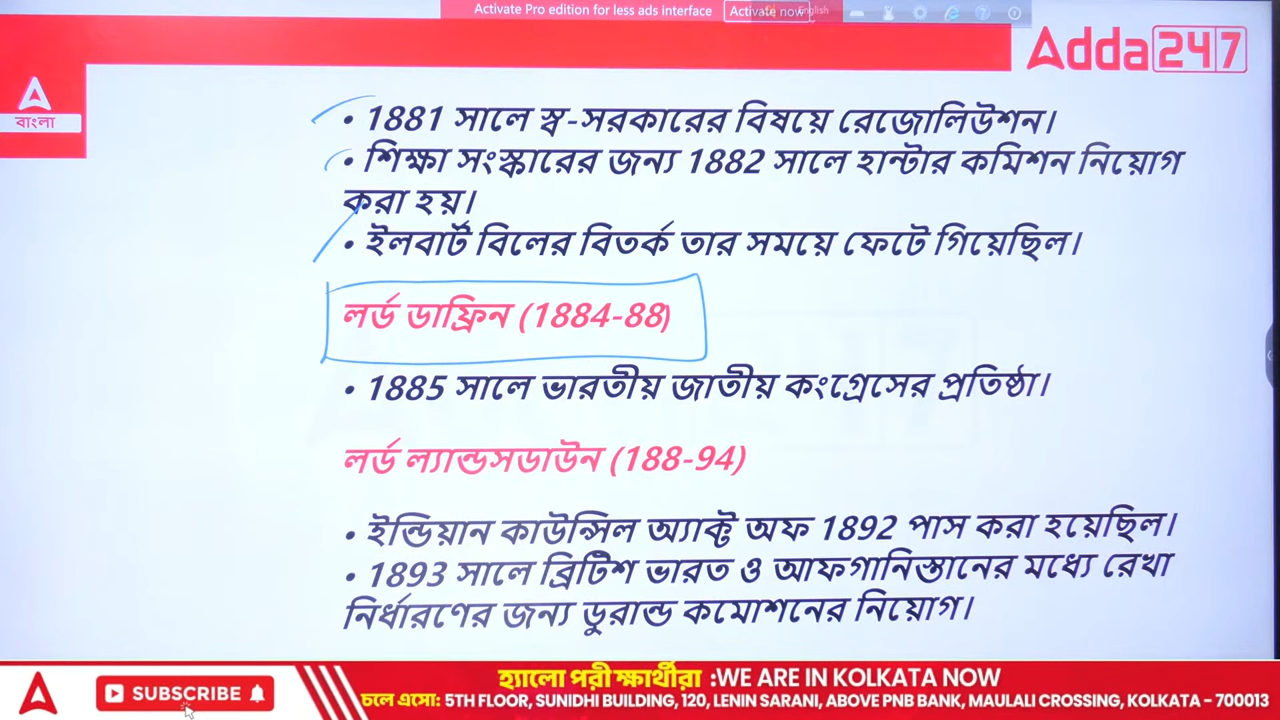 Activate Pro edition for less ads interface Activate now English
Adda247
বাংলা
• 1881 সালে স্ব-সরকারের বিষয়ে রেজোলিউশন।
• শিক্ষা সংস্কারের জন্য 1882 সালে হান্টার কমিশন নিয়োগ
করা হয়।
• ইলবার্ট বিলের বিতর্ক তার সময়ে ফেটে গিয়েছিল।
লর্ড ডাফ্রিন (1884-88)
• 1885 সালে ভারতীয় জাতীয় কংগ্রেসের প্রতিষ্ঠা।
লর্ড ল্যান্ডসডাউন (188-94)
• ইন্ডিয়ান কাউন্সিল অ্যাক্ট অফ 1892 পাস করা হয়েছিল।
• 1893 সালে ব্রিটিশ ভারত ও আফগানিস্তানের মধ্যে রেখা
নির্ধারণের জন্য ডুরান্ড কমোশনের নিয়োগ।
SUBSCRIBE
হ্যালো পরীক্ষার্থীরা :WE ARE IN KOLKATA NOW
চলে এসো: 5TH FLOOR, SUNIDHI BUILDING, 120, LENIN SARANI, ABOVE PNB BANK, MAULALI CROSSING, KOLKATA - 700013